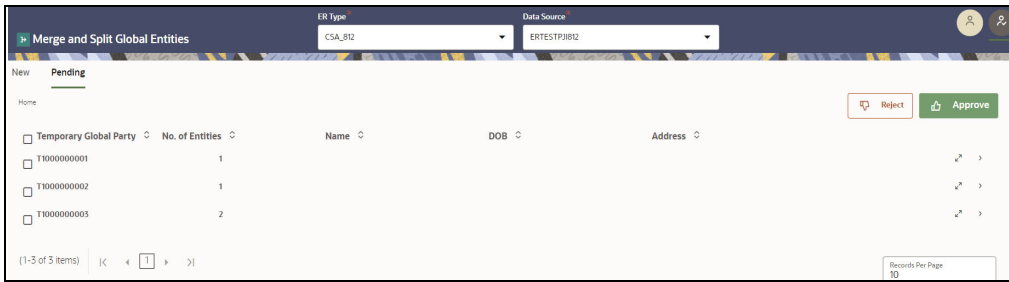 ER Type
Data Source
Merge and Split Global Entities
CSA_812
ERTESTPJI812
New Pending
Home
Reject
Approve
Temporary Global Party No. of Entities Name DOB Address
T1000000001 1
T1000000002 1
T1000000003 2
(1-3 of 3 items) 1
Records Per Page
10